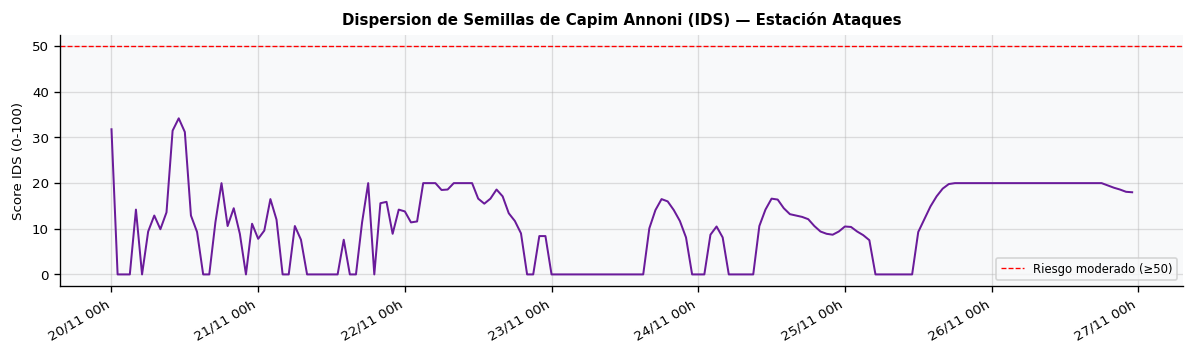 Dispersion de Semillas de Capim Annoni (IDS) — Estación Ataques
Score IDS (0-100)
50
40
30
20
10
0
Riesgo moderado (≥50)
20/11 00h
21/11 00h
22/11 00h
23/11 00h
24/11 00h
25/11 00h
26/11 00h
27/11 00h